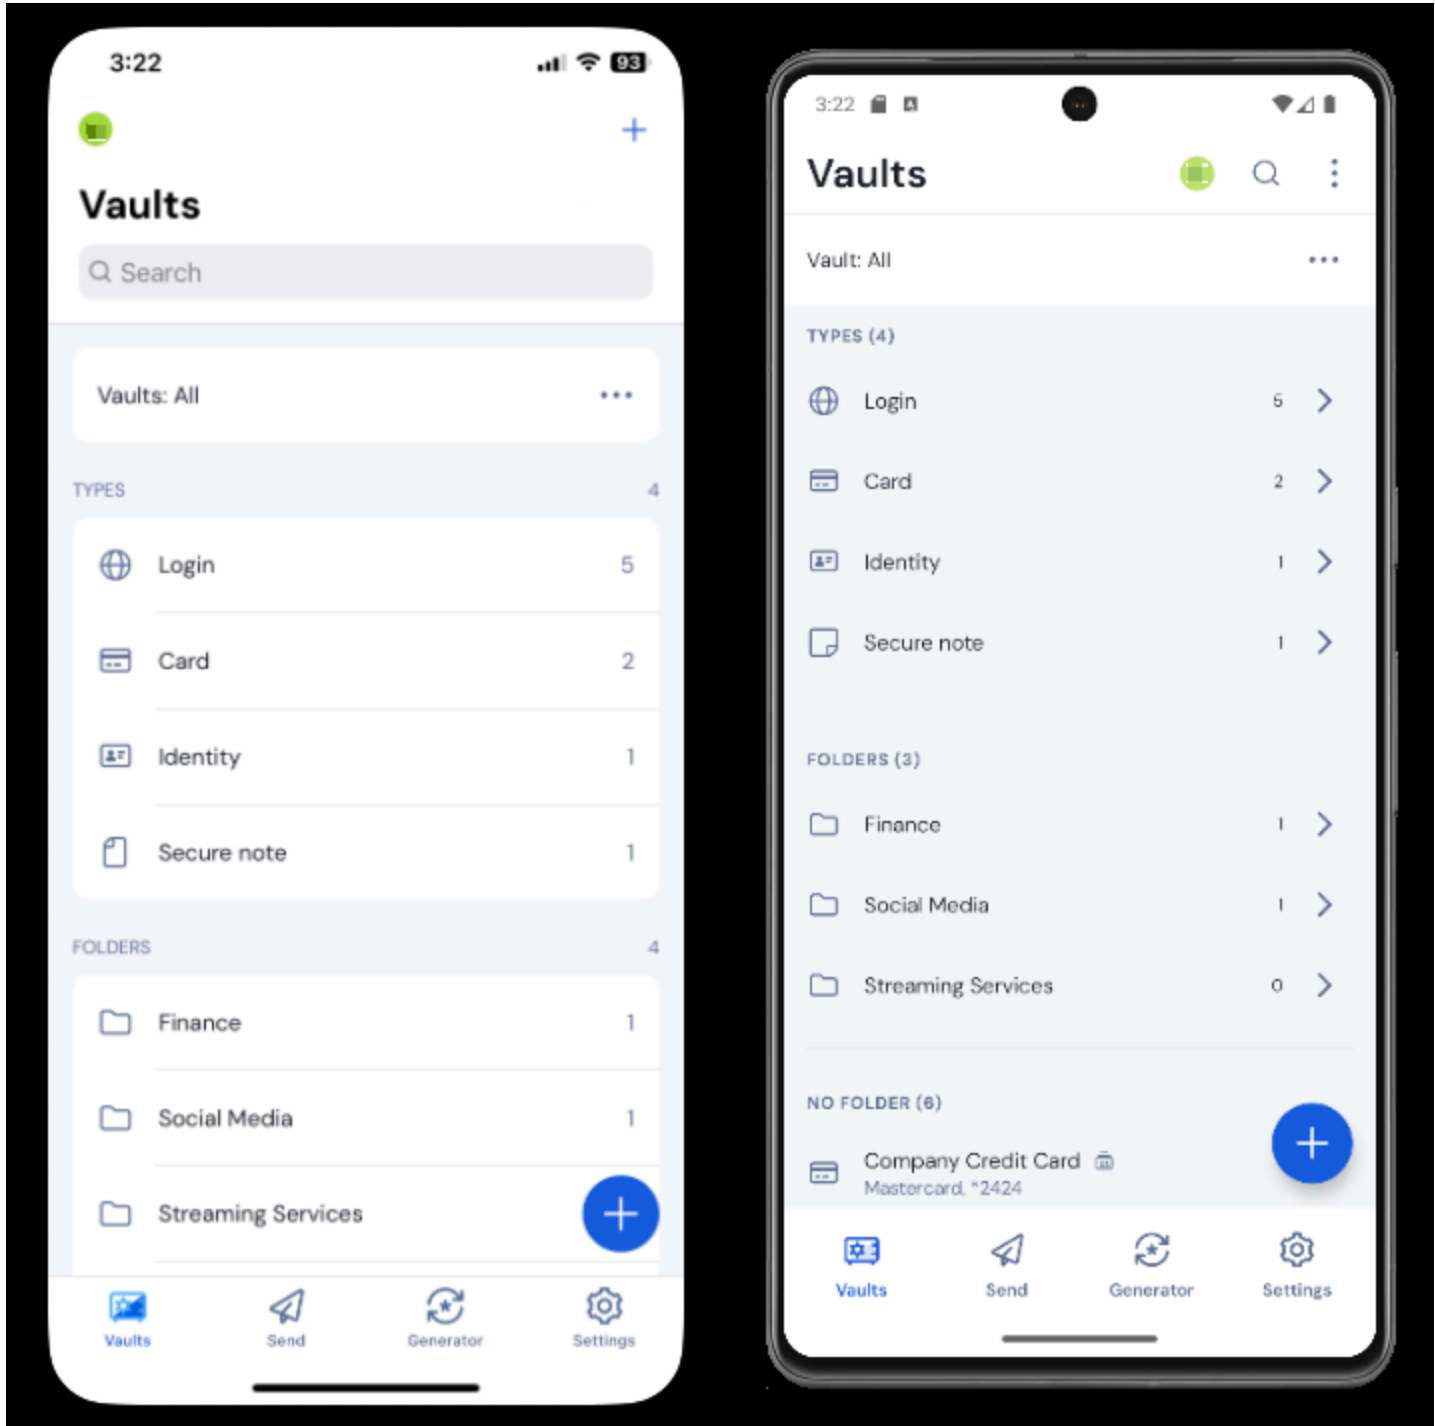 3:22
93
Vaults
Search
Vaults: All
TYPES 4
Login 5
Card 2
Identity 1
Secure note 1
FOLDERS 4
Finance 1
Social Media 1
Streaming Services
Vaults Send Generator Settings
3:22
Vaults
Vault: All
TYPES (4)
Login 5
Card 2
Identity 1
Secure note 1
FOLDERS (3)
Finance 1
Social Media 1
Streaming Services 0
NO FOLDER (6)
Company Credit Card
Mastercard, *2424
Vaults Send Generator Settings